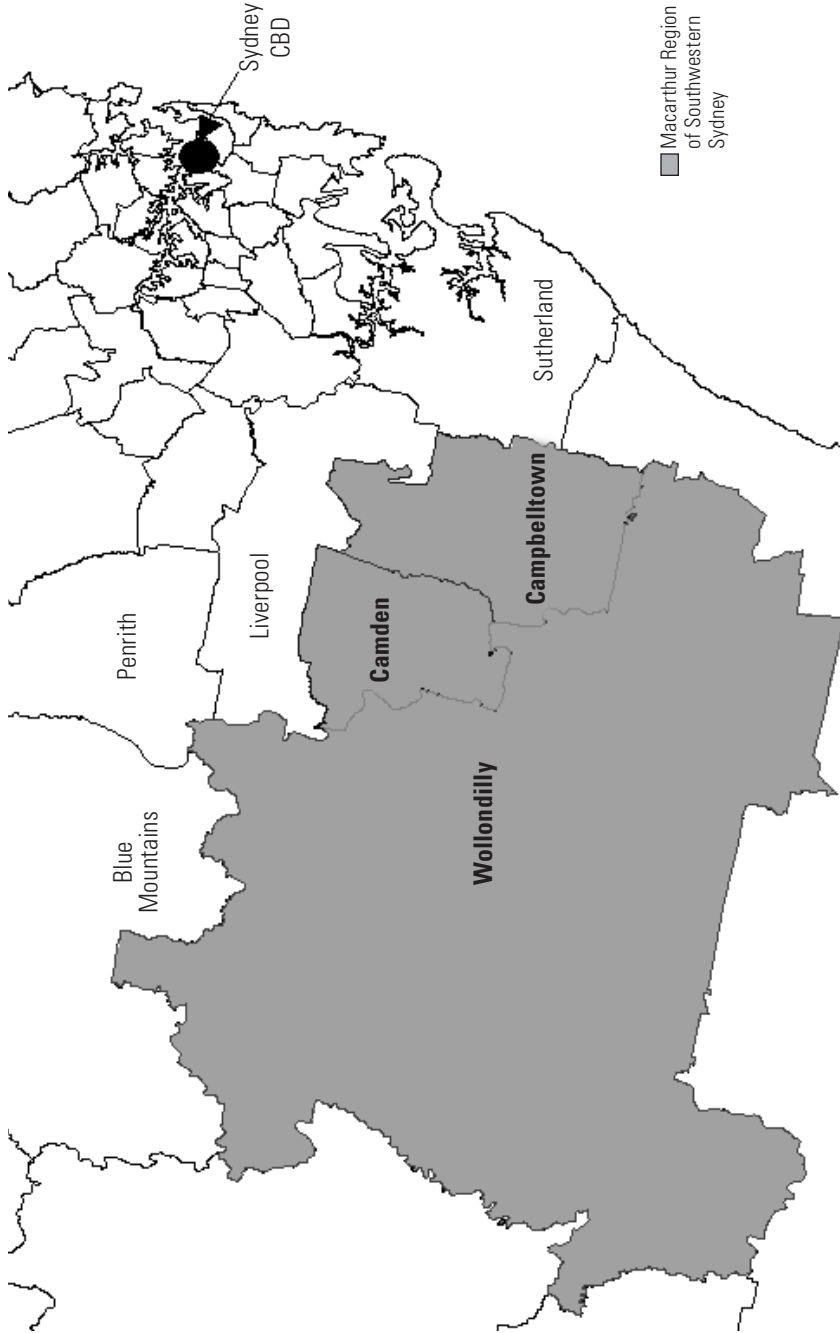 Sydney
CBD
Penrith
Blue
Mountains
Liverpool
Camden
Campbelltown
Sutherland
Wollondilly
Macarthur Region
of Southwestern
Sydney